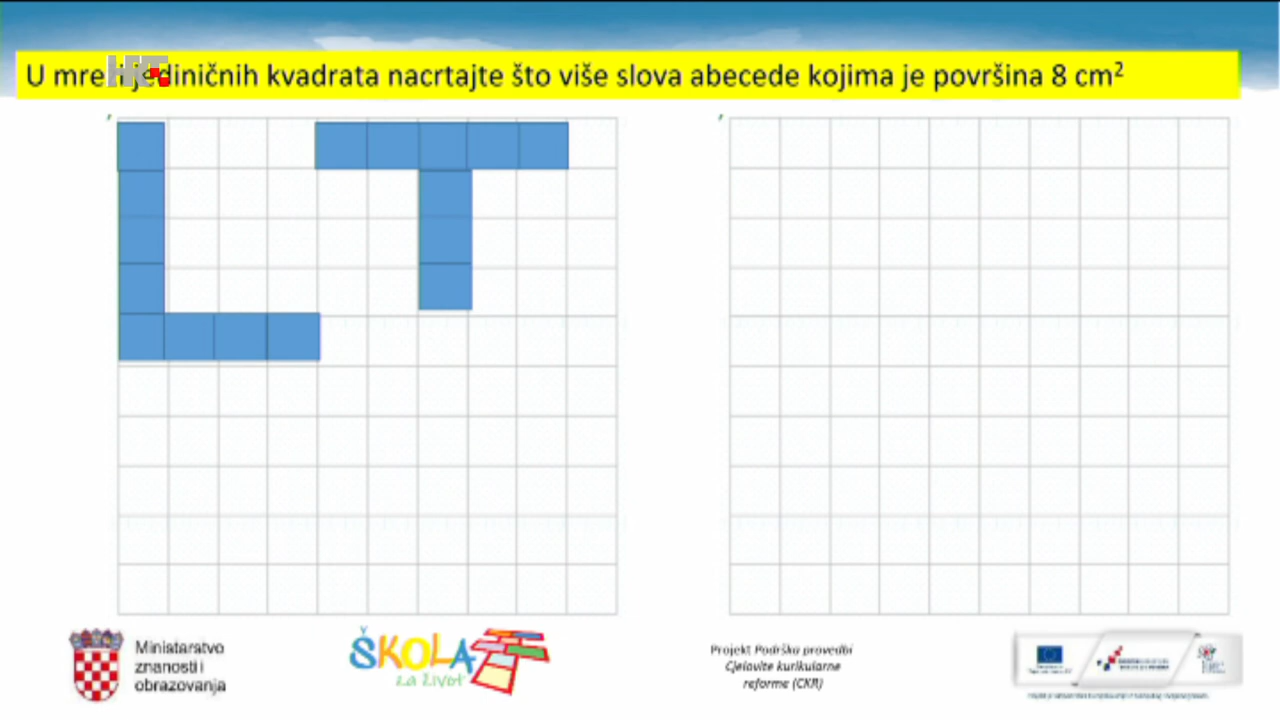 HRT
U mreži jediničnih kvadrata nacrtajte što više slova abecede kojima je površina 8 cm²
Ministarstvo
znanosti i
obrazovanja
ŠKOLA
za život
Projekt Podrška provedbi
Cjelovite kurikularne
reforme (CKR)